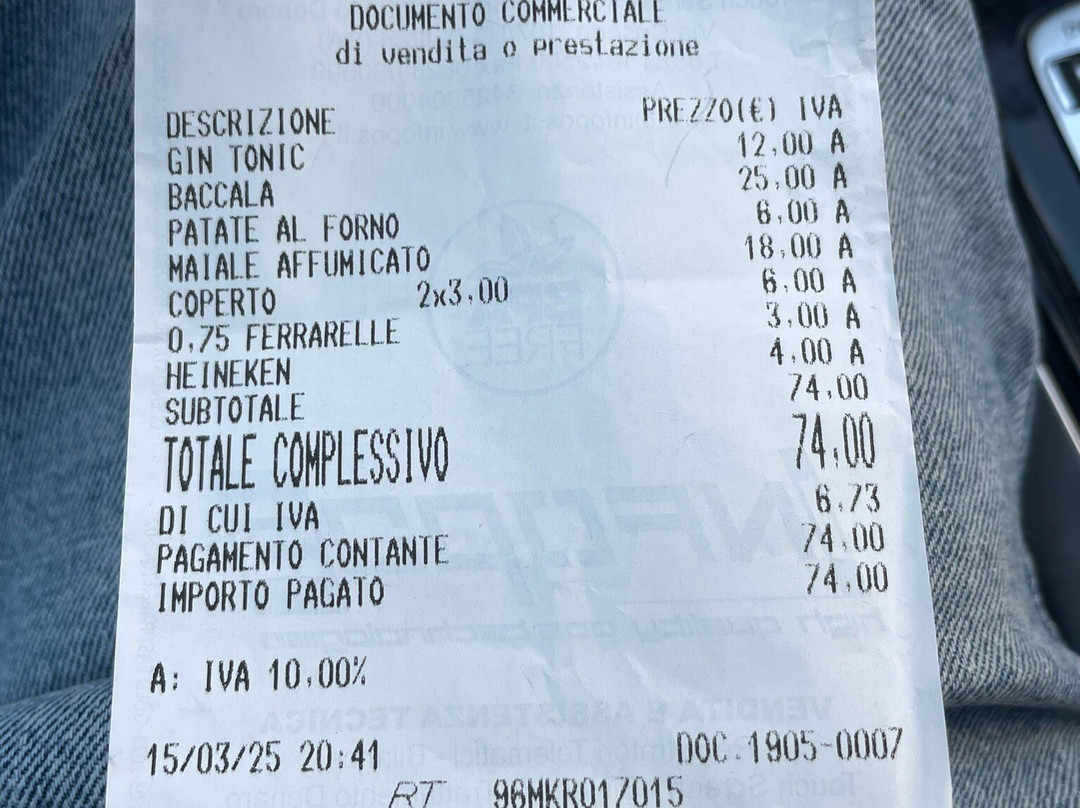 DOCUMENTO COMMERCIALE
di vendita o prestazione
DESCRIZIONE PREZZO(€) IVA
GIN TONIC 12,00 A
BACCALA 25,00 A
PATATE AL FORNO 6,00 A
MAIALE AFFUMICATO 18,00 A
COPERTO 2x3,00 6,00 A
0,75 FERRARELLE 3,00 A
HEINEKEN 4,00 A
SUBTOTALE 74,00
TOTALE COMPLESSIVO 74,00
DI CUI IVA 6,73
PAGAMENTO CONTANTE 74,00
IMPORTO PAGATO 74,00
A: IVA 10,00%
15/03/25 20:41 DOC.1905-0007
RT 96MKR017015